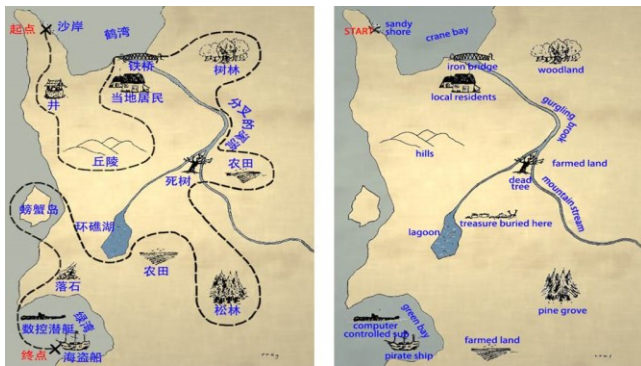 起点
沙岸
鹤湾
铁桥
树林
井
当地居民
分叉的溪流
丘陵
死树
农田
螃蟹岛
环礁湖
农田
落石
松林
绿湾
数控潜艇
终点
海盗船
START
sandy
shore
crane bay
iron bridge
woodland
local residents
gurgling
brook
hills
farmed land
dead
tree
mountain stream
treasure buried here
lagoon
pine grove
green bay
computer
controlled sub
pirate ship
farmed land